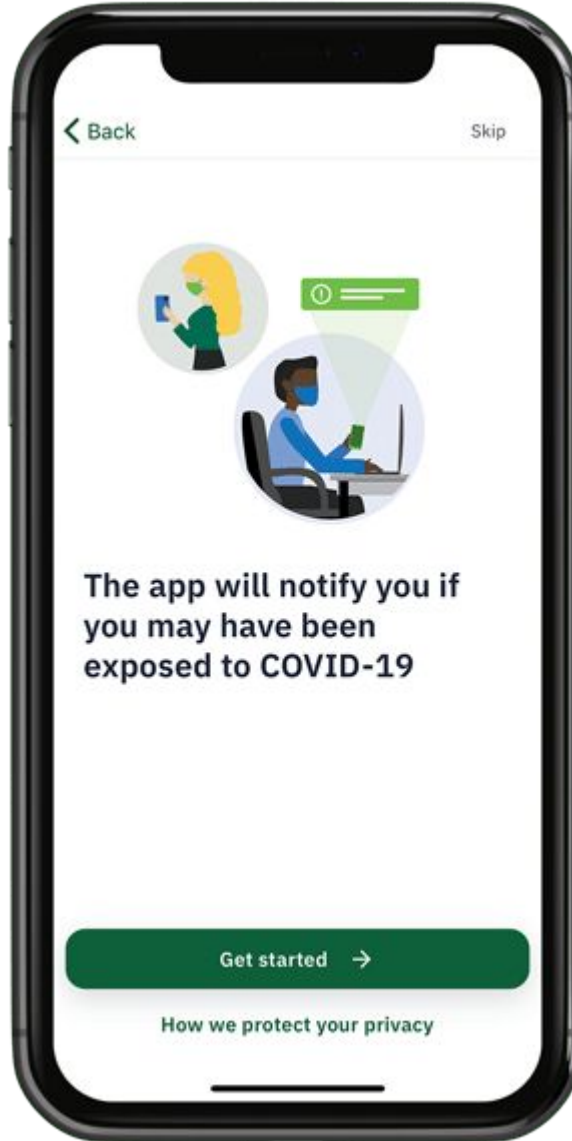 Back
Skip
The app will notify you if
you may have been
exposed to COVID-19
Get started
How we protect your privacy